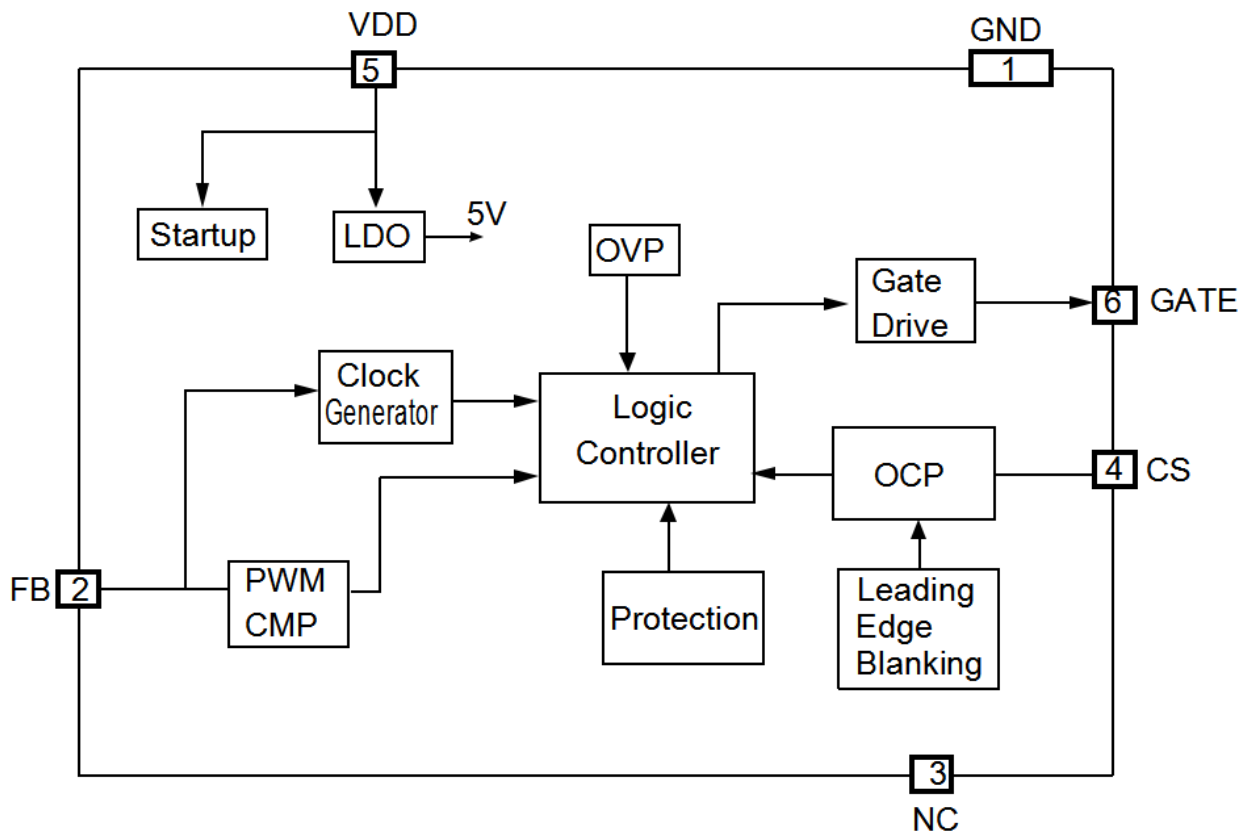 VDD
GND
5
1
Startup
LDO
5V
OVP
Gate
Drive
6
GATE
Clock
Generator
Logic
Controller
OCP
4
CS
FB
2
PWM
CMP
Protection
Leading
Edge
Blanking
3
NC